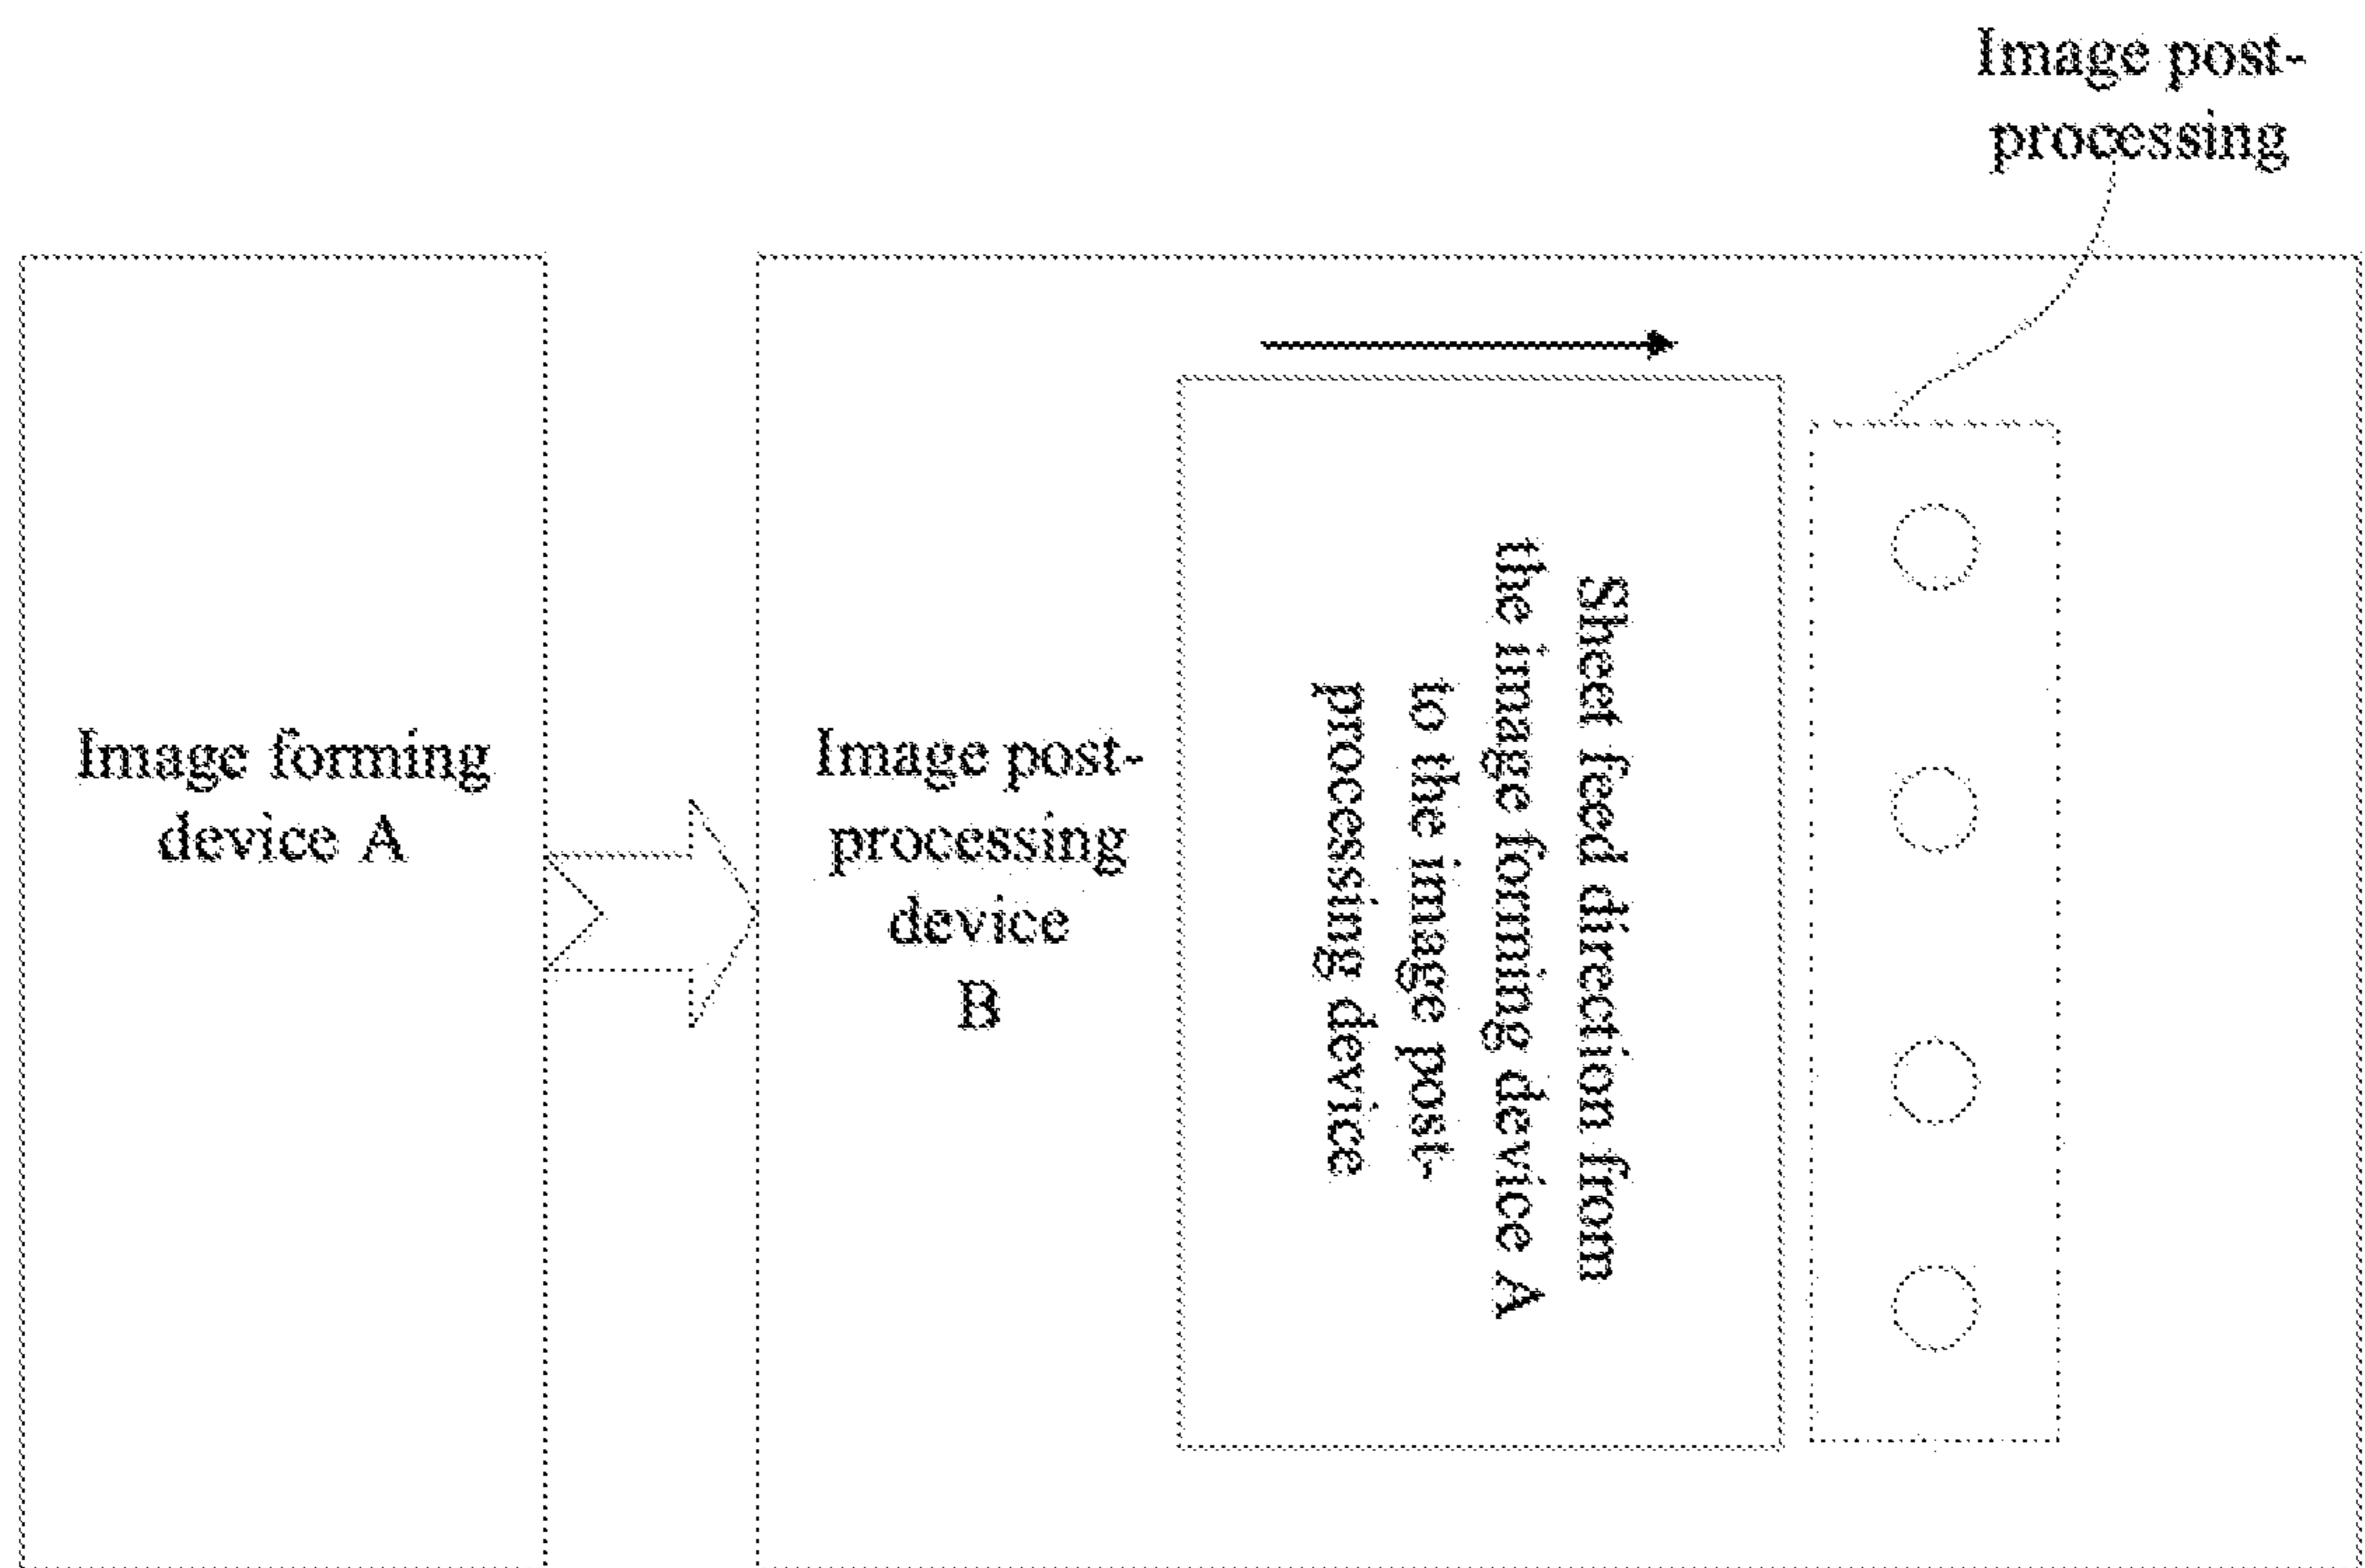 Image post-
processing
Image forming
device A
Image post-
processing
device
B
Sheet feed direction from
the image forming device A
to the image post-
processing device